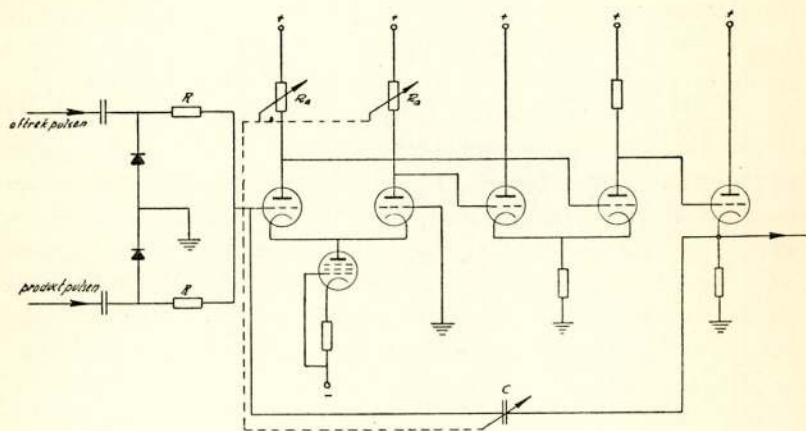 + + + + +
R
Ra
Ra
aftrekpulsen
productpulsen
R
-
C